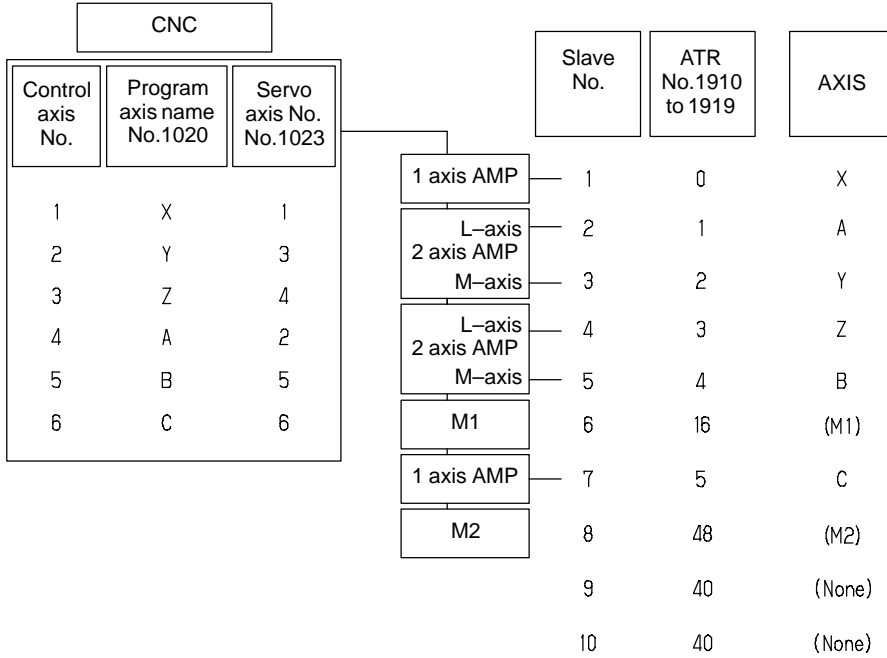 CNC
Control axis No.
Program axis name No.1020
Servo axis No. No.1023
1 X 1
2 Y 3
3 Z 4
4 A 2
5 B 5
6 C 6
1 axis AMP
L–axis
2 axis AMP
M–axis
L–axis
2 axis AMP
M–axis
M1
1 axis AMP
M2
Slave No.
ATR No.1910 to 1919
AXIS
1 0 X
2 1 A
3 2 Y
4 3 Z
5 4 B
6 16 (M1)
7 5 C
8 48 (M2)
9 40 (None)
10 40 (None)